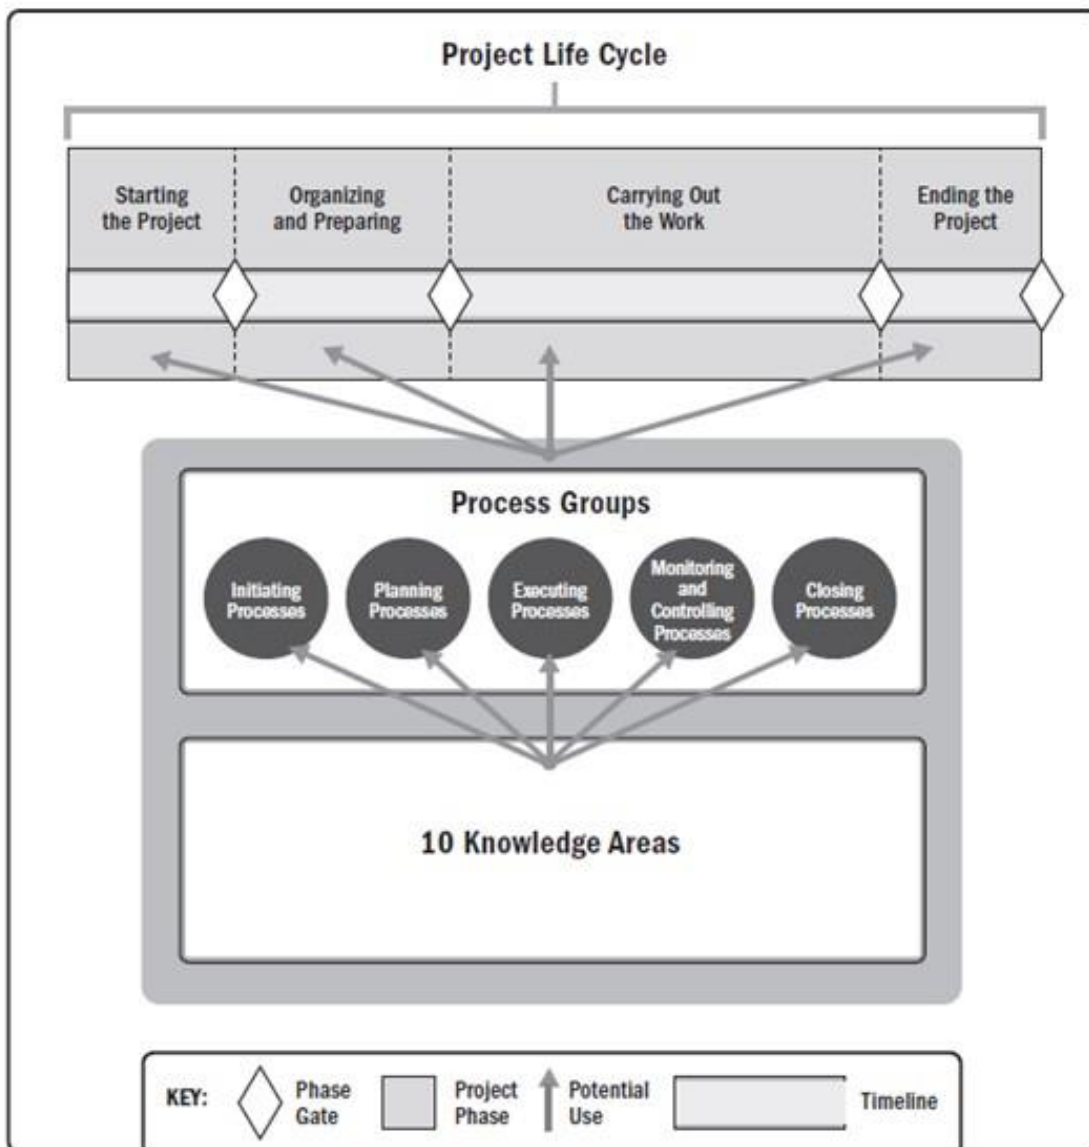 Project Life Cycle
Starting
the Project
Organizing
and Preparing
Carrying Out
the Work
Ending the
Project
Process Groups
Initiating
Processes
Planning
Processes
Executing
Processes
Monitoring
and
Controlling
Processes
Closing
Processes
10 Knowledge Areas
KEY:
Phase
Gate
Project
Phase
Potential
Use
Timeline